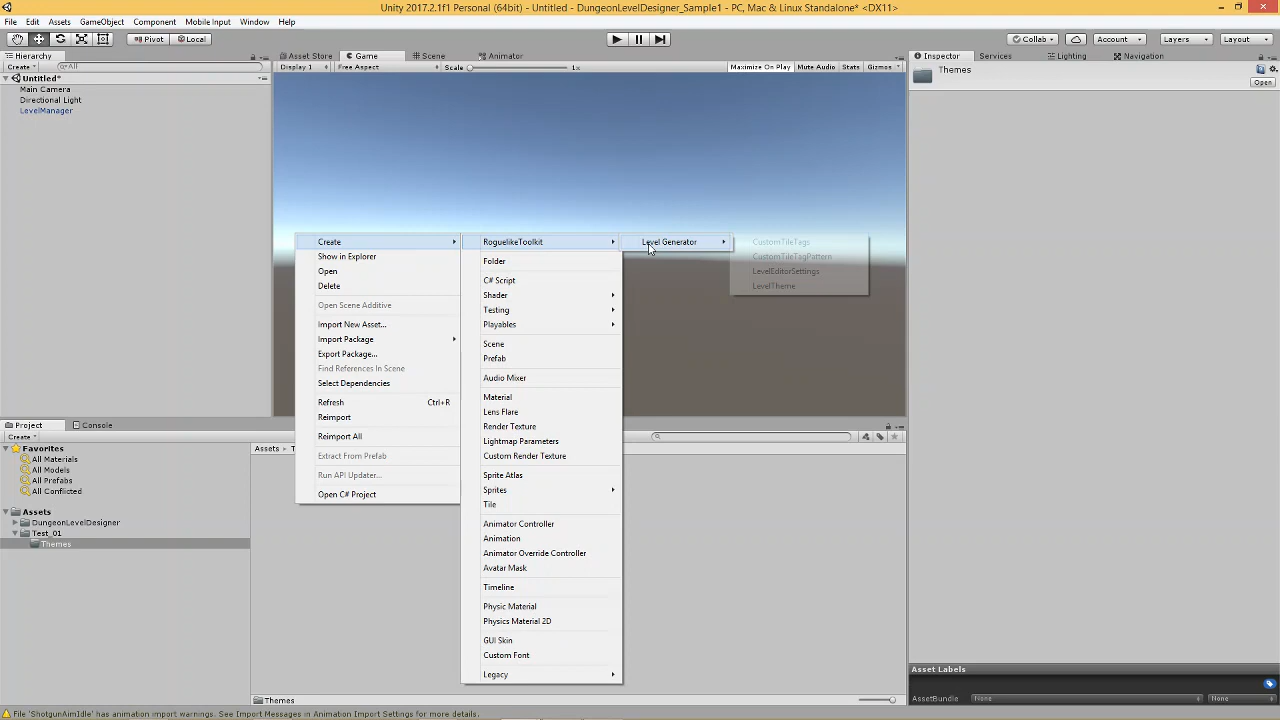 Unity 2017.2.1f1 Personal (64bit) - Untitled - DungeonLevelDesigner_Sample1 - PC, Mac & Linux Standalone* <DX11>
File Edit Assets GameObject Component Mobile Input Window Help
Pivot Local Collab Account Layers Layout
Hierarchy Asset Store Game Scene Animator Inspector Services Lighting Navigation
Create All Display 1 Free Aspect Scale 1x Maximize On Play Mute Audio Stats Gizmos
Themes
Open
Untitled*
Main Camera
Directional Light
LevelManager
Create
Show in Explorer
Open
Delete
Open Scene Additive
Import New Asset...
Import Package
Export Package...
Find References In Scene
Select Dependencies
Refresh Ctrl+R
Reimport
Reimport All
Extract From Prefab
Run API Updater...
Open C# Project
RoguelikeToolkit
Folder
C# Script
Shader
Testing
Playables
Scene
Prefab
Audio Mixer
Material
Lens Flare
Render Texture
Lightmap Parameters
Custom Render Texture
Sprite Atlas
Sprites
Tile
Animator Controller
Animation
Animator Override Controller
Avatar Mask
Timeline
Physic Material
Physics Material 2D
GUI Skin
Custom Font
Legacy
Level Generator
CustomTileTags
CustomTileTagPattern
LevelEditorSettings
LevelTheme
Project Console
Create
Favorites
All Materials
All Models
All Prefabs
All Conflicted
Assets
DungeonLevelDesigner
Test_01
Themes
Assets T
Themes
Asset Labels
AssetBundle None None
File 'ShotgunAimIdle' has animation import warnings. See Import Messages in Animation Import Settings for more details.